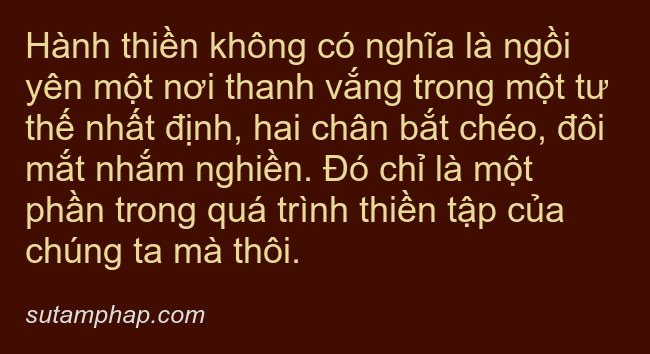 Hành thiền không có nghĩa là ngồi
yên một nơi thanh vắng trong một tư
thế nhất định, hai chân bắt chéo, đôi
mắt nhắm nghiền. Đó chỉ là một
phần trong quá trình thiền tập của
chúng ta mà thôi.
sutamphap.com